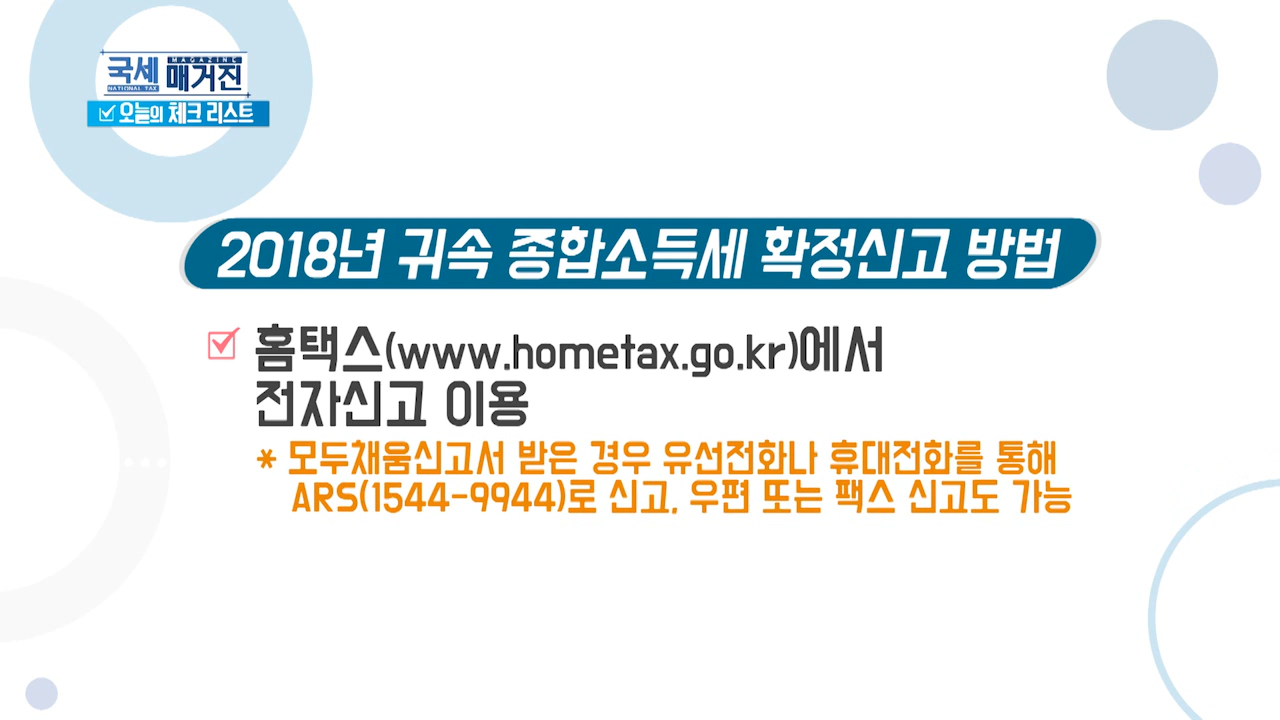 국세 MAGAZINE 매거진
NATIONAL TAX
오늘의 체크 리스트
2018년 귀속 종합소득세 확정신고 방법
홈택스(www.hometax.go.kr)에서
전자신고 이용
* 모두채움신고서 받은 경우 유선전화나 휴대전화를 통해
ARS(1544-9944)로 신고, 우편 또는 팩스 신고도 가능